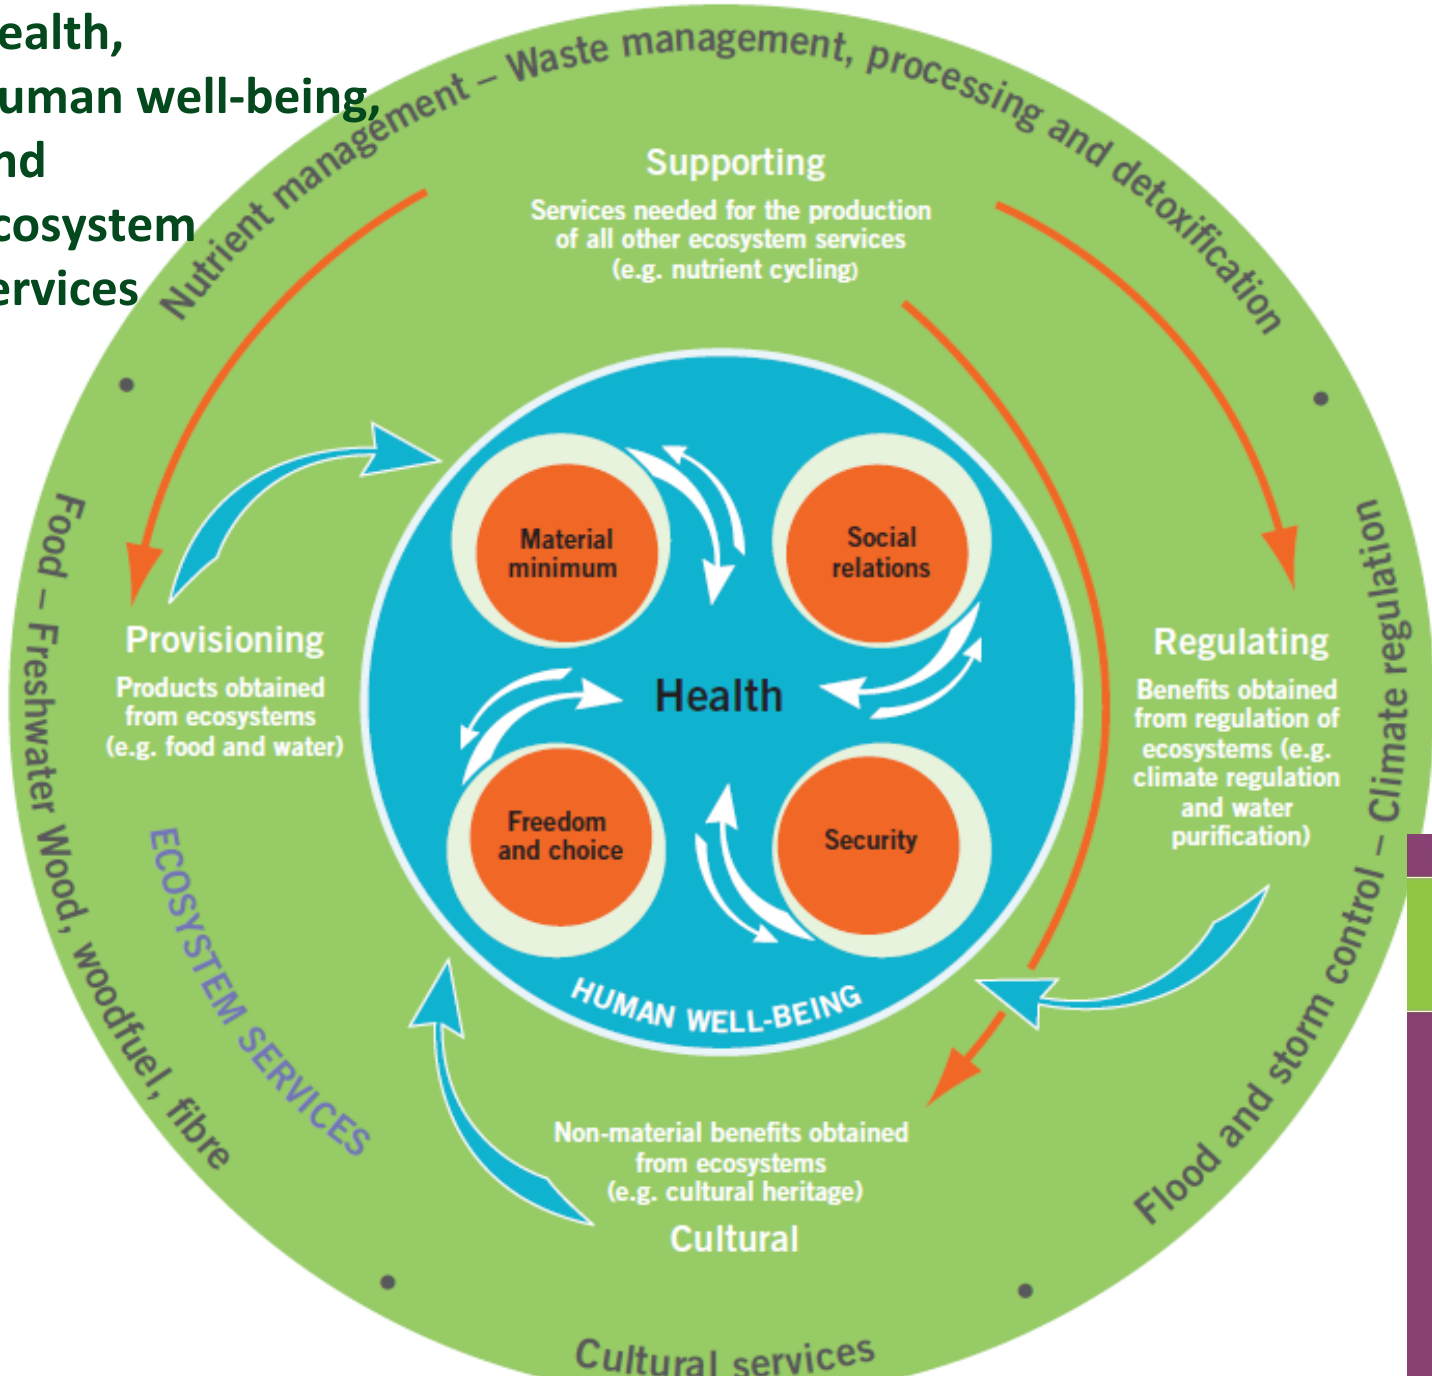 ealth,
uman well-being,
nd
cosystem
ervices
Nutrient management – Waste management, processing and detoxification
Supporting
Services needed for the production
of all other ecosystem services
(e.g. nutrient cycling)
Food – Freshwater Wood, woodfuel, fibre
Provisioning
Products obtained
from ecosystems
(e.g. food and water)
ECOSYSTEM SERVICES
Material
minimum
Social
relations
Health
Freedom
and choice
Security
HUMAN WELL-BEING
Regulating
Benefits obtained
from regulation of
ecosystems (e.g.
climate regulation
and water
purification)
Flood and storm control – Climate regulation
Non-material benefits obtained
from ecosystems
(e.g. cultural heritage)
Cultural
Cultural services